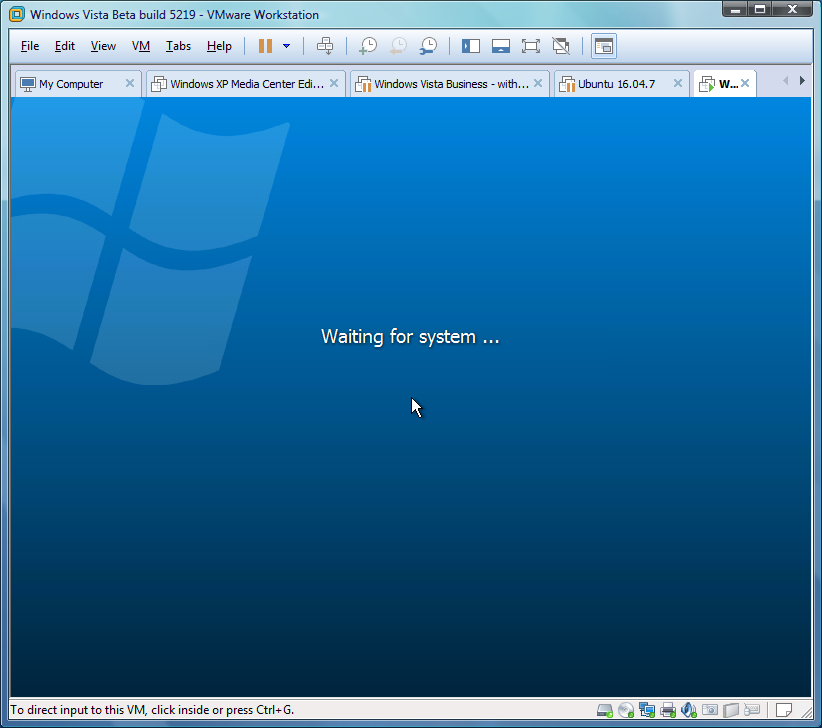 Windows Vista Beta build 5219 - VMware Workstation
File Edit View VM Tabs Help
My Computer Windows XP Media Center Edi... Windows Vista Business - with... Ubuntu 16.04.7 W...
Waiting for system ...
To direct input to this VM, click inside or press Ctrl+G.